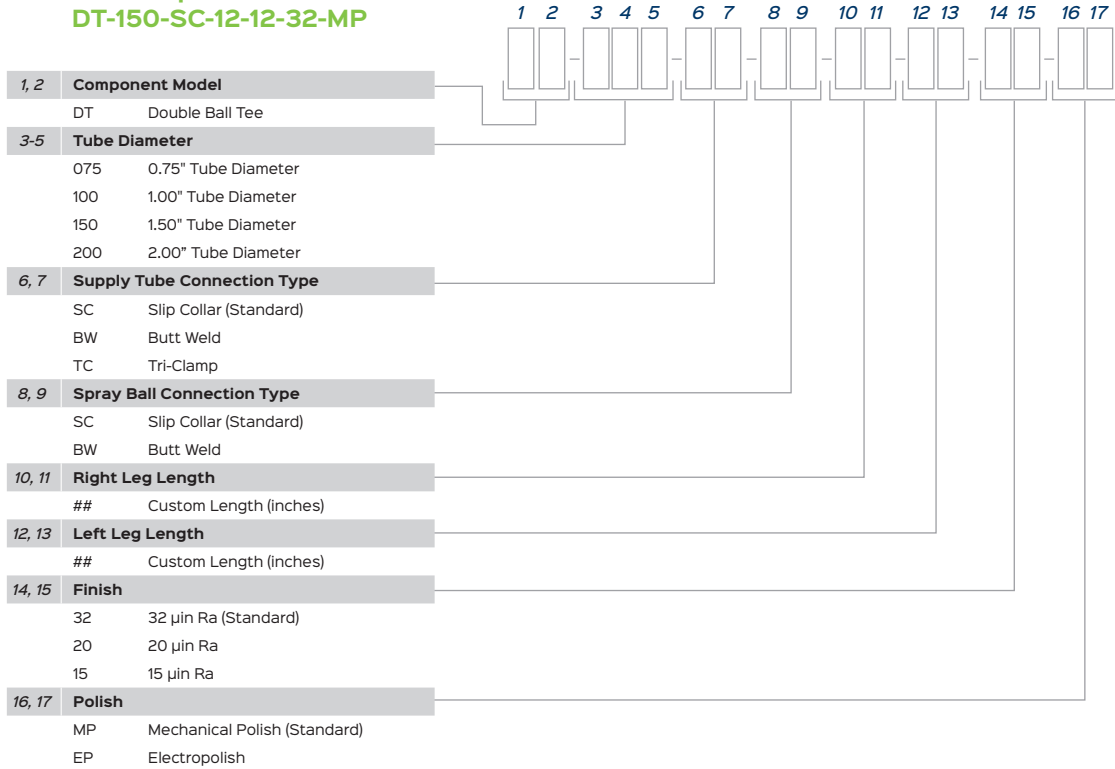 DT-150-SC-12-12-32-MP
1 2 3 4 5 6 7 8 9 10 11 12 13 14 15 16 17
- - - - - - -
1, 2 Component Model
DT Double Ball Tee
3-5 Tube Diameter
075 0.75" Tube Diameter
100 1.00" Tube Diameter
150 1.50" Tube Diameter
200 2.00” Tube Diameter
6, 7 Supply Tube Connection Type
SC Slip Collar (Standard)
BW Butt Weld
TC Tri-Clamp
8, 9 Spray Ball Connection Type
SC Slip Collar (Standard)
BW Butt Weld
10, 11 Right Leg Length
## Custom Length (inches)
12, 13 Left Leg Length
## Custom Length (inches)
14, 15 Finish
32 32 µin Ra (Standard)
20 20 µin Ra
15 15 µin Ra
16, 17 Polish
MP Mechanical Polish (Standard)
EP Electropolish